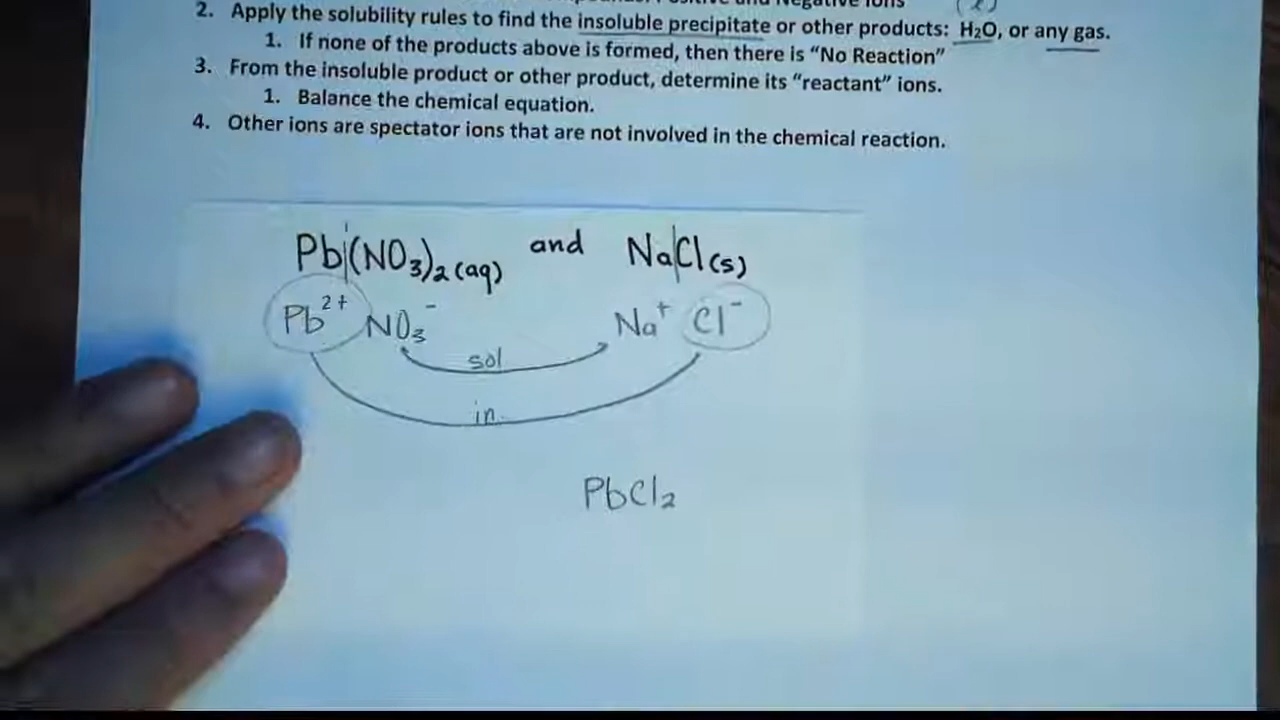 and Negative Ions
2. Apply the solubility rules to find the insoluble precipitate or other products: H₂O, or any gas.
1. If none of the products above is formed, then there is “No Reaction”
3. From the insoluble product or other product, determine its “reactant” ions.
1. Balance the chemical equation.
4. Other ions are spectator ions that are not involved in the chemical reaction.
Pb(NO₃)₂(aq) and NaCl(s)
Pb²⁺ NO₃⁻ Na⁺ Cl⁻
sol
in
PbCl₂